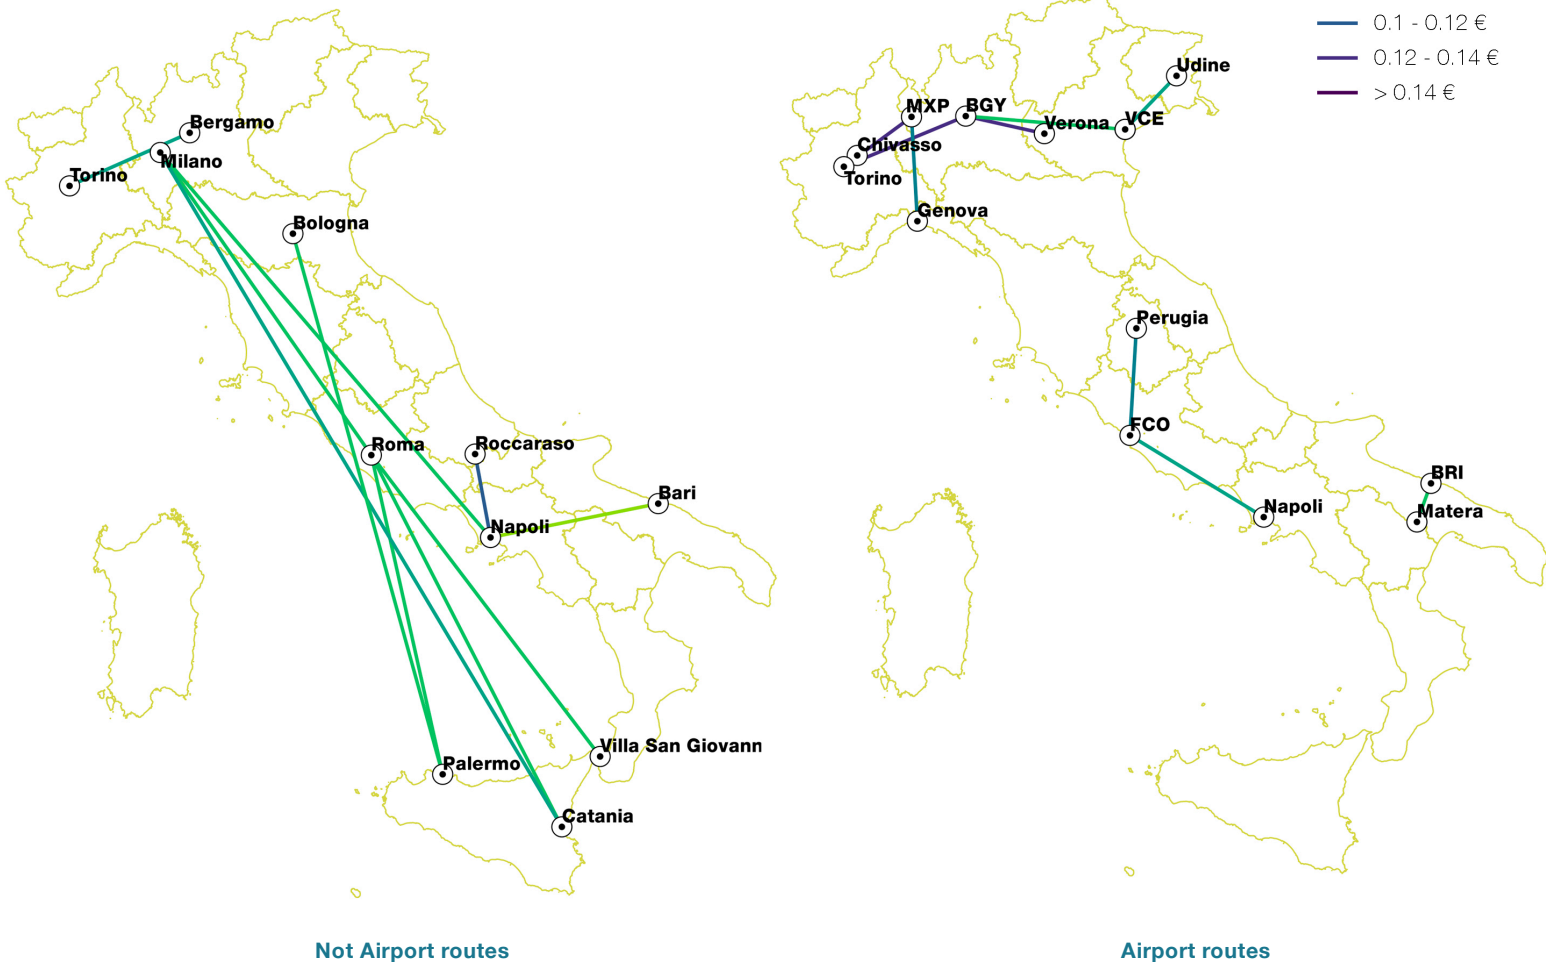 0.1 - 0.12 €
0.12 - 0.14 €
> 0.14 €
Bergamo
Milano
Torino
Bologna
Roma
Roccaraso
Bari
Napoli
Villa San Giovann
Palermo
Catania
Udine
MXP
BGY
VCE
Verona
Chivasso
Torino
Genova
Perugia
FCO
BRI
Napoli
Matera
Not Airport routes
Airport routes